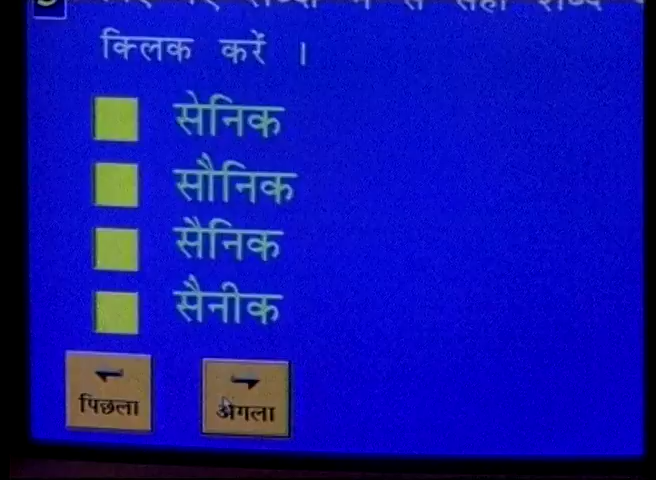 क्लिक करें ।
सेनिक
सौनिक
सैनिक
सैनीक
पिछला
अगला